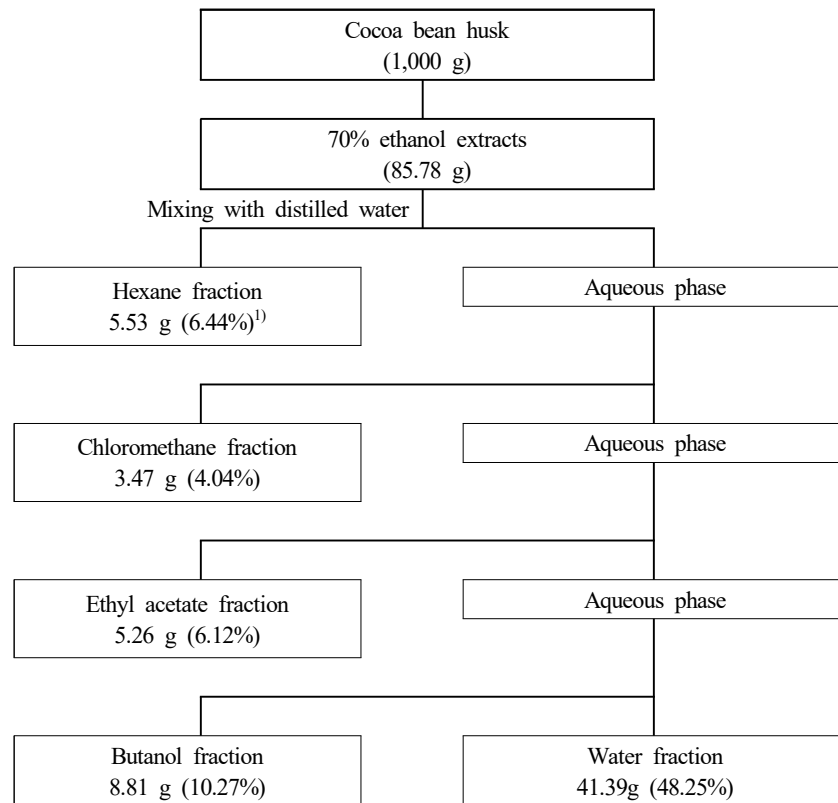 Cocoa bean husk
(1,000 g)
70% ethanol extracts
(85.78 g)
Mixing with distilled water
Hexane fraction
5.53 g (6.44%)1)
Aqueous phase
Chloromethane fraction
3.47 g (4.04%)
Aqueous phase
Ethyl acetate fraction
5.26 g (6.12%)
Aqueous phase
Butanol fraction
8.81 g (10.27%)
Water fraction
41.39g (48.25%)